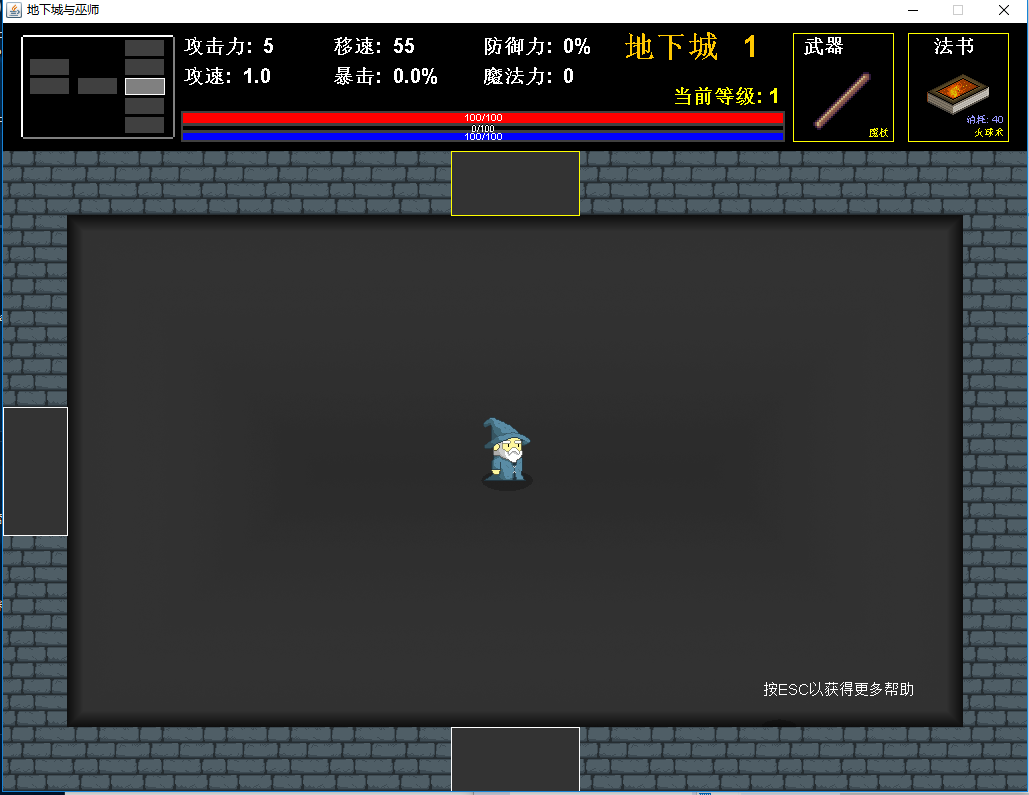 地下城与巫师
攻击力: 5
移速: 55
防御力: 0%
地下城 1
攻速: 1.0
暴击: 0.0%
魔法力: 0
当前等级: 1
100/100
0/100
100/100
武器
魔杖
法书
消耗: 40
火球术
按ESC以获得更多帮助